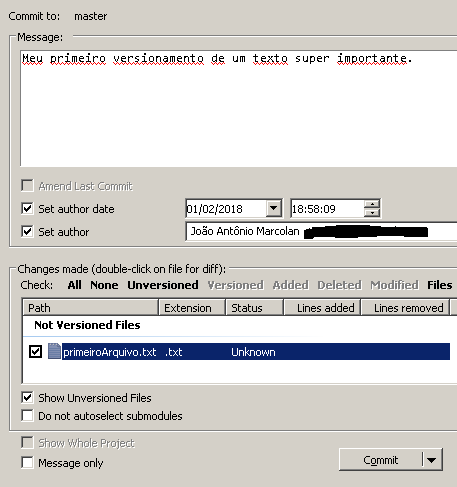 Commit to: master
Message:
Meu primeiro versionamento de um texto super importante.
Amend Last Commit
Set author date 01/02/2018 18:58:09
Set author João Antônio Marcolan
Changes made (double-click on file for diff):
Check: All None Unversioned Versioned Added Deleted Modified Files
Path Extension Status Lines added Lines removed
Not Versioned Files
primeiroArquivo.txt .txt Unknown
Show Unversioned Files
Do not autoselect submodules
Show Whole Project
Message only
Commit